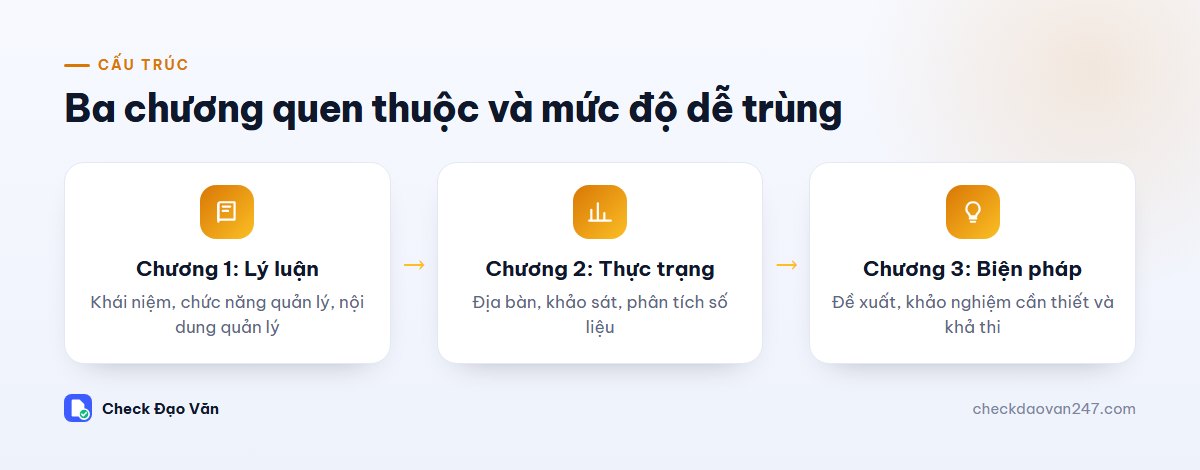 CẤU TRÚC
Ba chương quen thuộc và mức độ dễ trùng
Chương 1: Lý luận
Khái niệm, chức năng quản lý, nội
dung quản lý
→
Chương 2: Thực trạng
Địa bàn, khảo sát, phân tích số
liệu
→
Chương 3: Biện pháp
Đề xuất, khảo nghiệm cần thiết và
khả thi
Check Đạo Văn
checkdaovan247.com